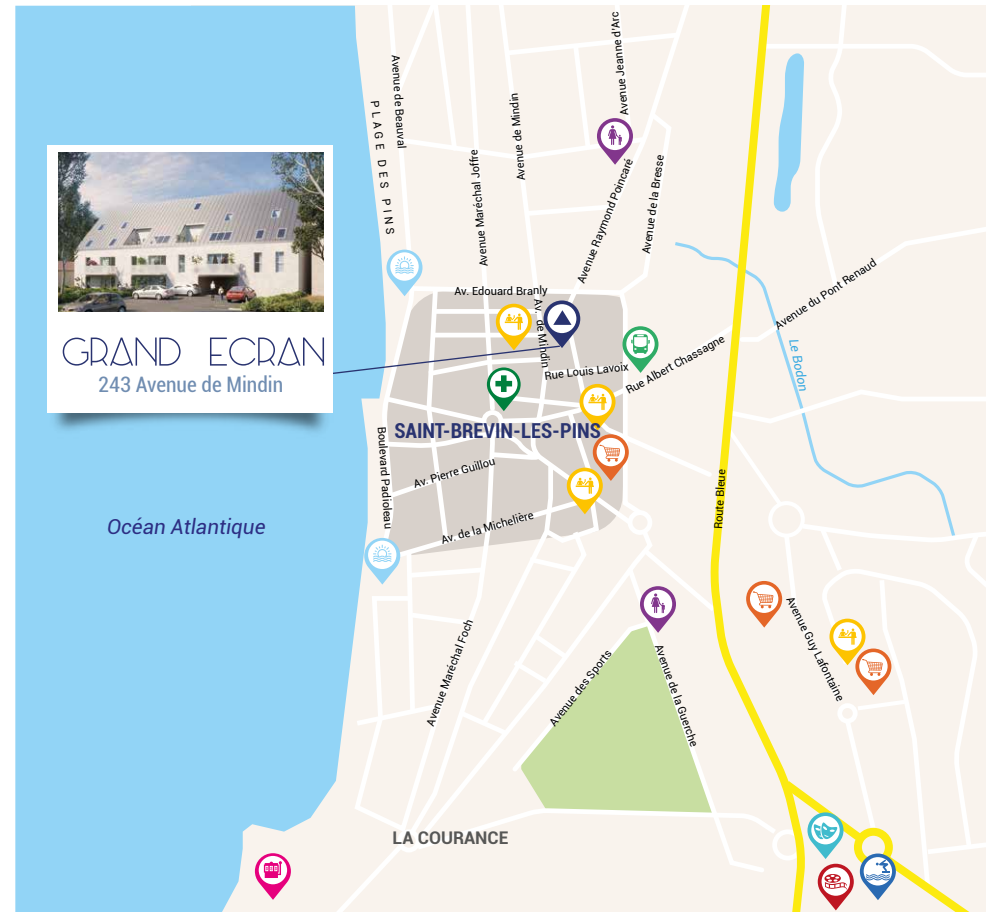 Avenue Jeanne d'Arc
Avenue de Beauval
PLAGE DES PINS
Avenue de Mindin
Avenue Maréchal Joffre
Avenue Raymond Poincaré
Avenue de la Bresse
Av. Edouard Branly
Av. de Mindin
Avenue du Pont Renaud
Le Bodon
GRAND ECRAN
243 Avenue de Mindin
Rue Louis Lavoix
Rue Albert Chassagne
SAINT-BREVIN-LES-PINS
Boulevard Padioleau
Av. Pierre Guillou
Route Bleue
Océan Atlantique
Av. de la Michelière
Avenue Maréchal Foch
Avenue des Sports
Avenue de la Guerche
Avenue Guy Lafontaine
LA COURANCE